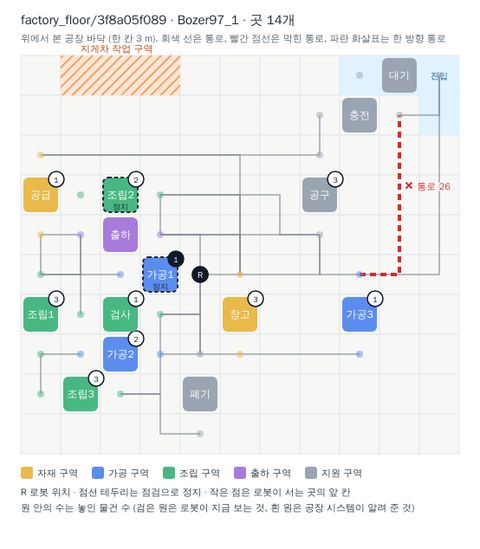 factory_floor/3f8a05f089 · Bozer97_1 · 곳 14개
위에서 본 공장 바닥 (한 칸 3 m). 회색 선은 통로, 빨간 점선은 막힌 통로, 파란 화살표는 한 방향 통로
지게차 작업 구역
대기
전입
충전
✕ 통로 26
공급 1
조립2 2
정지
공구 3
출하
가공1 1
정지
R
조립1 3
검사 1
창고 3
가공3 1
가공2 2
조립3 3
폐기
자재 구역 가공 구역 조립 구역 출하 구역 지원 구역
R 로봇 위치 · 점선 테두리는 점검으로 정지 · 작은 점은 로봇이 서는 곳의 앞 칸
원 안의 수는 놓인 물건 수 (검은 원은 로봇이 지금 보는 것, 흰 원은 공장 시스템이 알려 준 것)